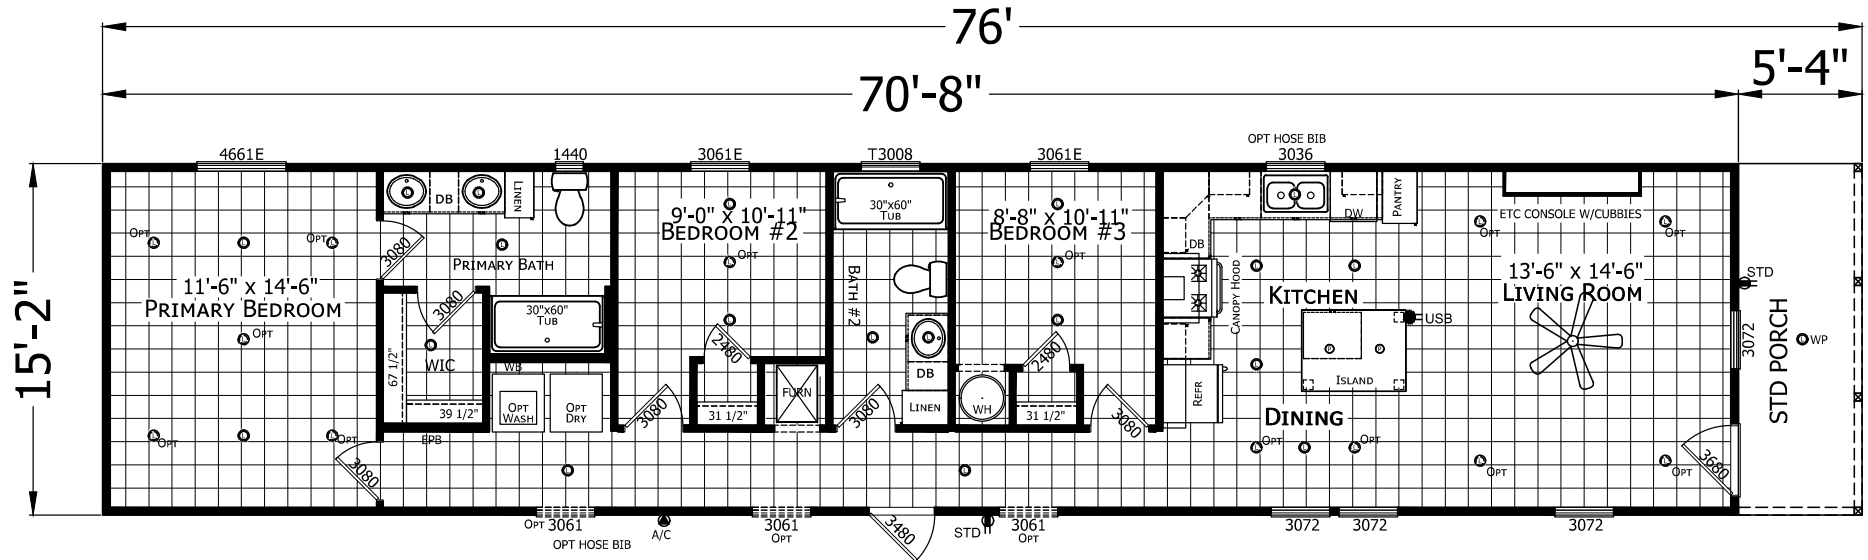 76'
70'-8"
5'-4"
15'-2"
OPT HOSE BIB
4661E
1440
3061E
T3008
3061E
3036
DB
LINEN
30"x60"
TUB
DW
PANTRY
ETC CONSOLE W/CUBBIES
9'-0" x 10'-11"
BEDROOM #2
8'-8" x 10'-11"
BEDROOM #3
OPT
OPT
OPT
OPT
OPT
OPT
3080
PRIMARY BATH
BATH #2
DB
CANOPY HOOD
11'-6" x 14'-6"
PRIMARY BEDROOM
13'-6" x 14'-6"
LIVING ROOM
KITCHEN
STD
3080
30"x60"
TUB
USB
STD PORCH
3072
WP
OPT
67 1/2"
WIC
WB
2480
2480
DB
ISLAND
FURN
REFR
39 1/2"
OPT
WASH
OPT
DRY
3080
31 1/2"
3080
LINEN
WH
31 1/2"
3080
DINING
OPT
OPT
EPB
OPT
OPT
3080
OPT
OPT
3680
OPT 3061
OPT HOSE BIB
A/C
3061
OPT
3480
STD
3061
OPT
3072
3072
3072